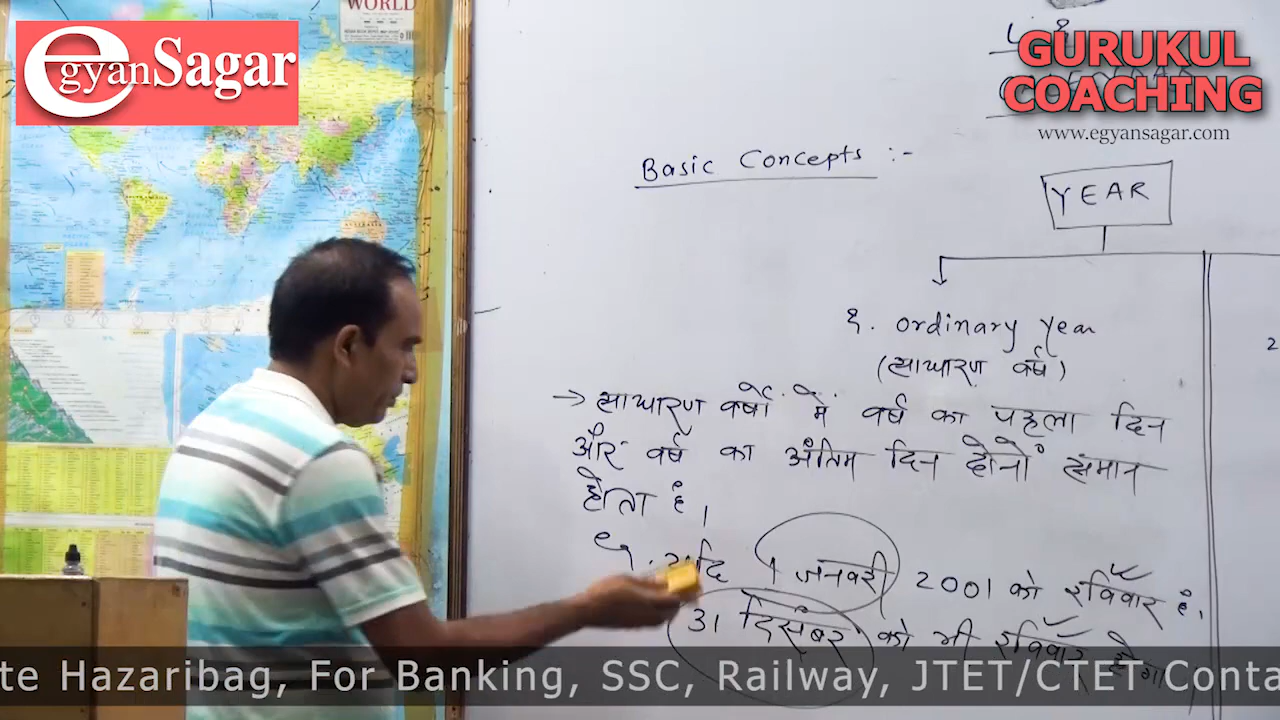 WORLD
egyanSagar
GURUKUL
COACHING
www.egyansagar.com
Basic Concepts :-
YEAR
१. ordinary year
(साधारण वर्ष)
→ साधारण वर्षों में वर्ष का पहला दिन
और वर्ष का अंतिम दिन दोनों समान
होता है।
eg. यदि 1 जनवरी 2001 को रविवार है,
31 दिसंबर को भी रविवार होगा
2
te Hazaribag, For Banking, SSC, Railway, JTET/CTET Conta